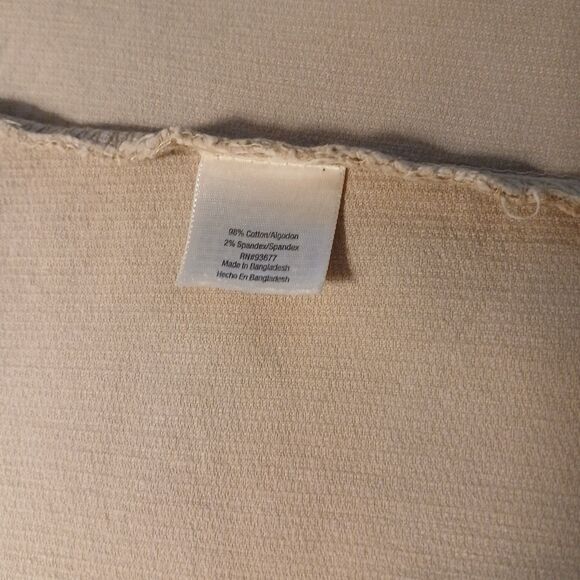 98% Cotton/Algodon
2% Spandex/Spandex
RN#93677
Made In Bangladesh
Hecho En Bangladesh